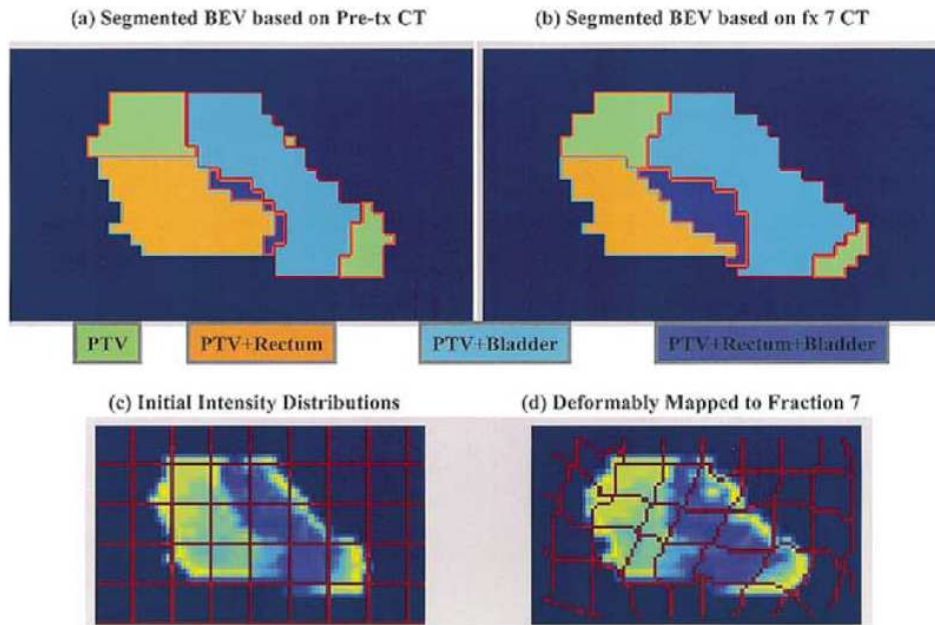 (a) Segmented BEV based on Pre-tx CT
(b) Segmented BEV based on fx 7 CT
PTV
PTV+Rectum
PTV+Bladder
PTV+Rectum+Bladder
(c) Initial Intensity Distributions
(d) Deformably Mapped to Fraction 7